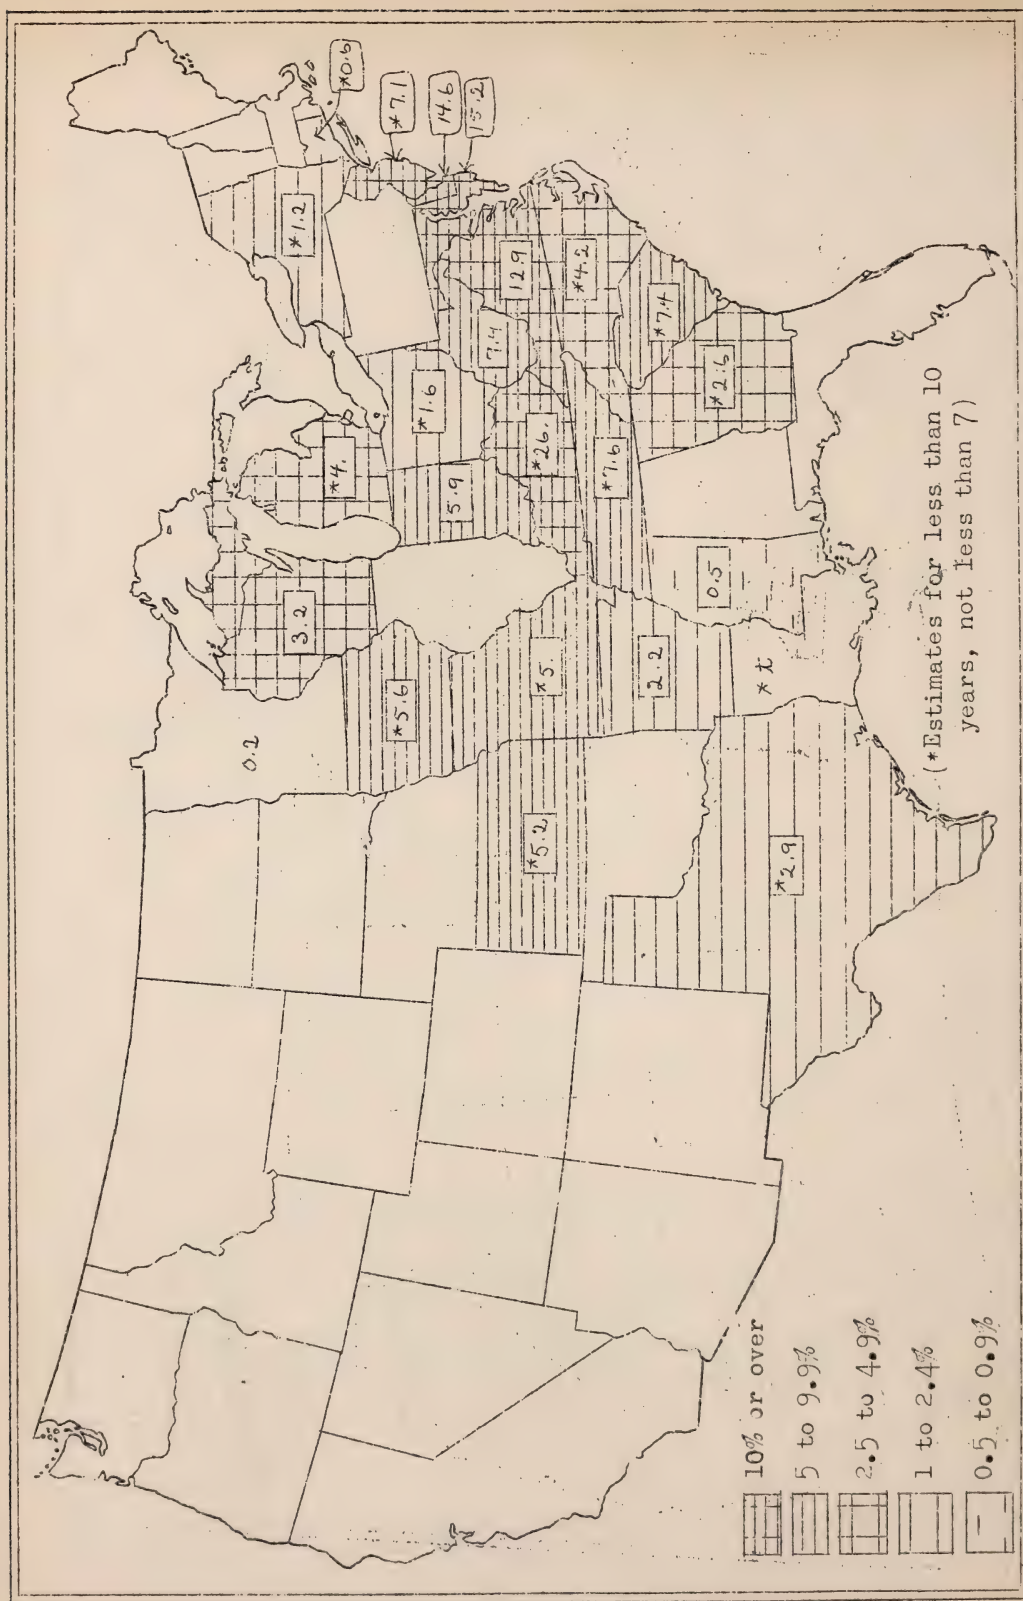 0.2
3.2
*4.
*1.2
*0.6
*7.1
14.6
15.2
*5.6
5.9
*1.6
7.4
12.9
*5.2
*5.
*26.
*4.2
*7.6
*7.4
2.2
0.5
*2.6
*t
*2.9
(*Estimates for less than 10
years, not less than 7)
10% or over
5 to 9.9%
2.5 to 4.9%
1 to 2.4%
0.5 to 0.9%